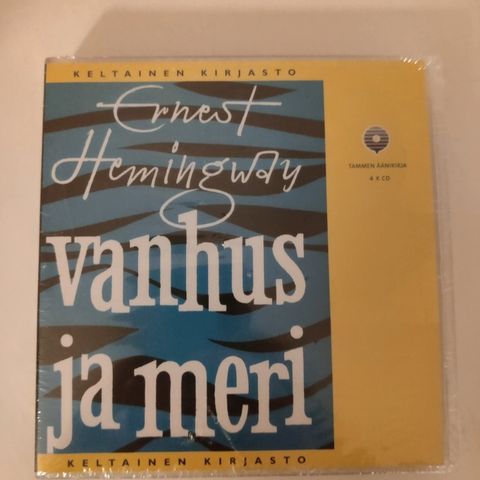 KELTAINEN KIRJASTO
Ernest
Hemingway
vanhus
ja meri
TAMMEN ÄÄNIKIRJA
4 X CD
KELTAINEN KIRJASTO